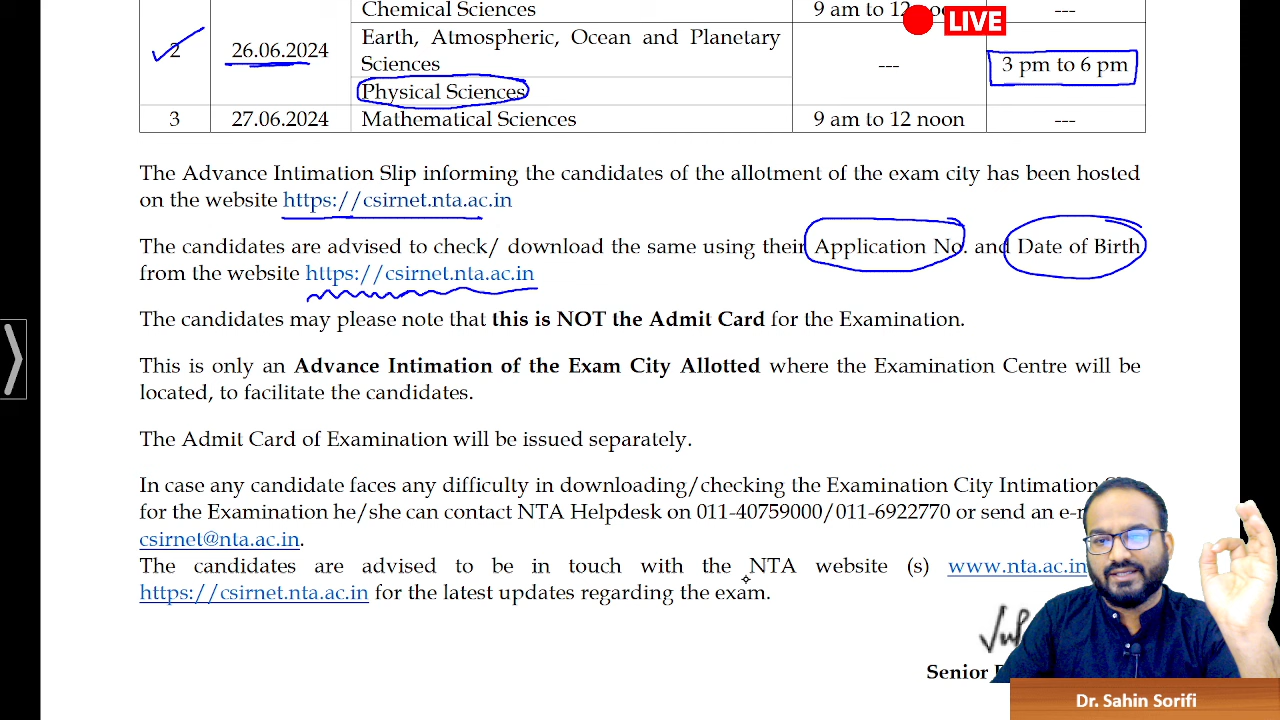 Chemical Sciences 9 am to 12 noon ---
LIVE
2 26.06.2024 Earth, Atmospheric, Ocean and Planetary Sciences --- 3 pm to 6 pm
Physical Sciences
3 27.06.2024 Mathematical Sciences 9 am to 12 noon ---
The Advance Intimation Slip informing the candidates of the allotment of the exam city has been hosted
on the website https://csirnet.nta.ac.in
The candidates are advised to check/ download the same using their Application No. and Date of Birth
from the website https://csirnet.nta.ac.in
The candidates may please note that this is NOT the Admit Card for the Examination.
This is only an Advance Intimation of the Exam City Allotted where the Examination Centre will be
located, to facilitate the candidates.
The Admit Card of Examination will be issued separately.
In case any candidate faces any difficulty in downloading/checking the Examination City Intimation
for the Examination he/she can contact NTA Helpdesk on 011-40759000/011-6922770 or send an
csirnet@nta.ac.in.
The candidates are advised to be in touch with the NTA website (s) www.nta.ac.in
https://csirnet.nta.ac.in for the latest updates regarding the exam.
Senior
Dr. Sahin Sorifi